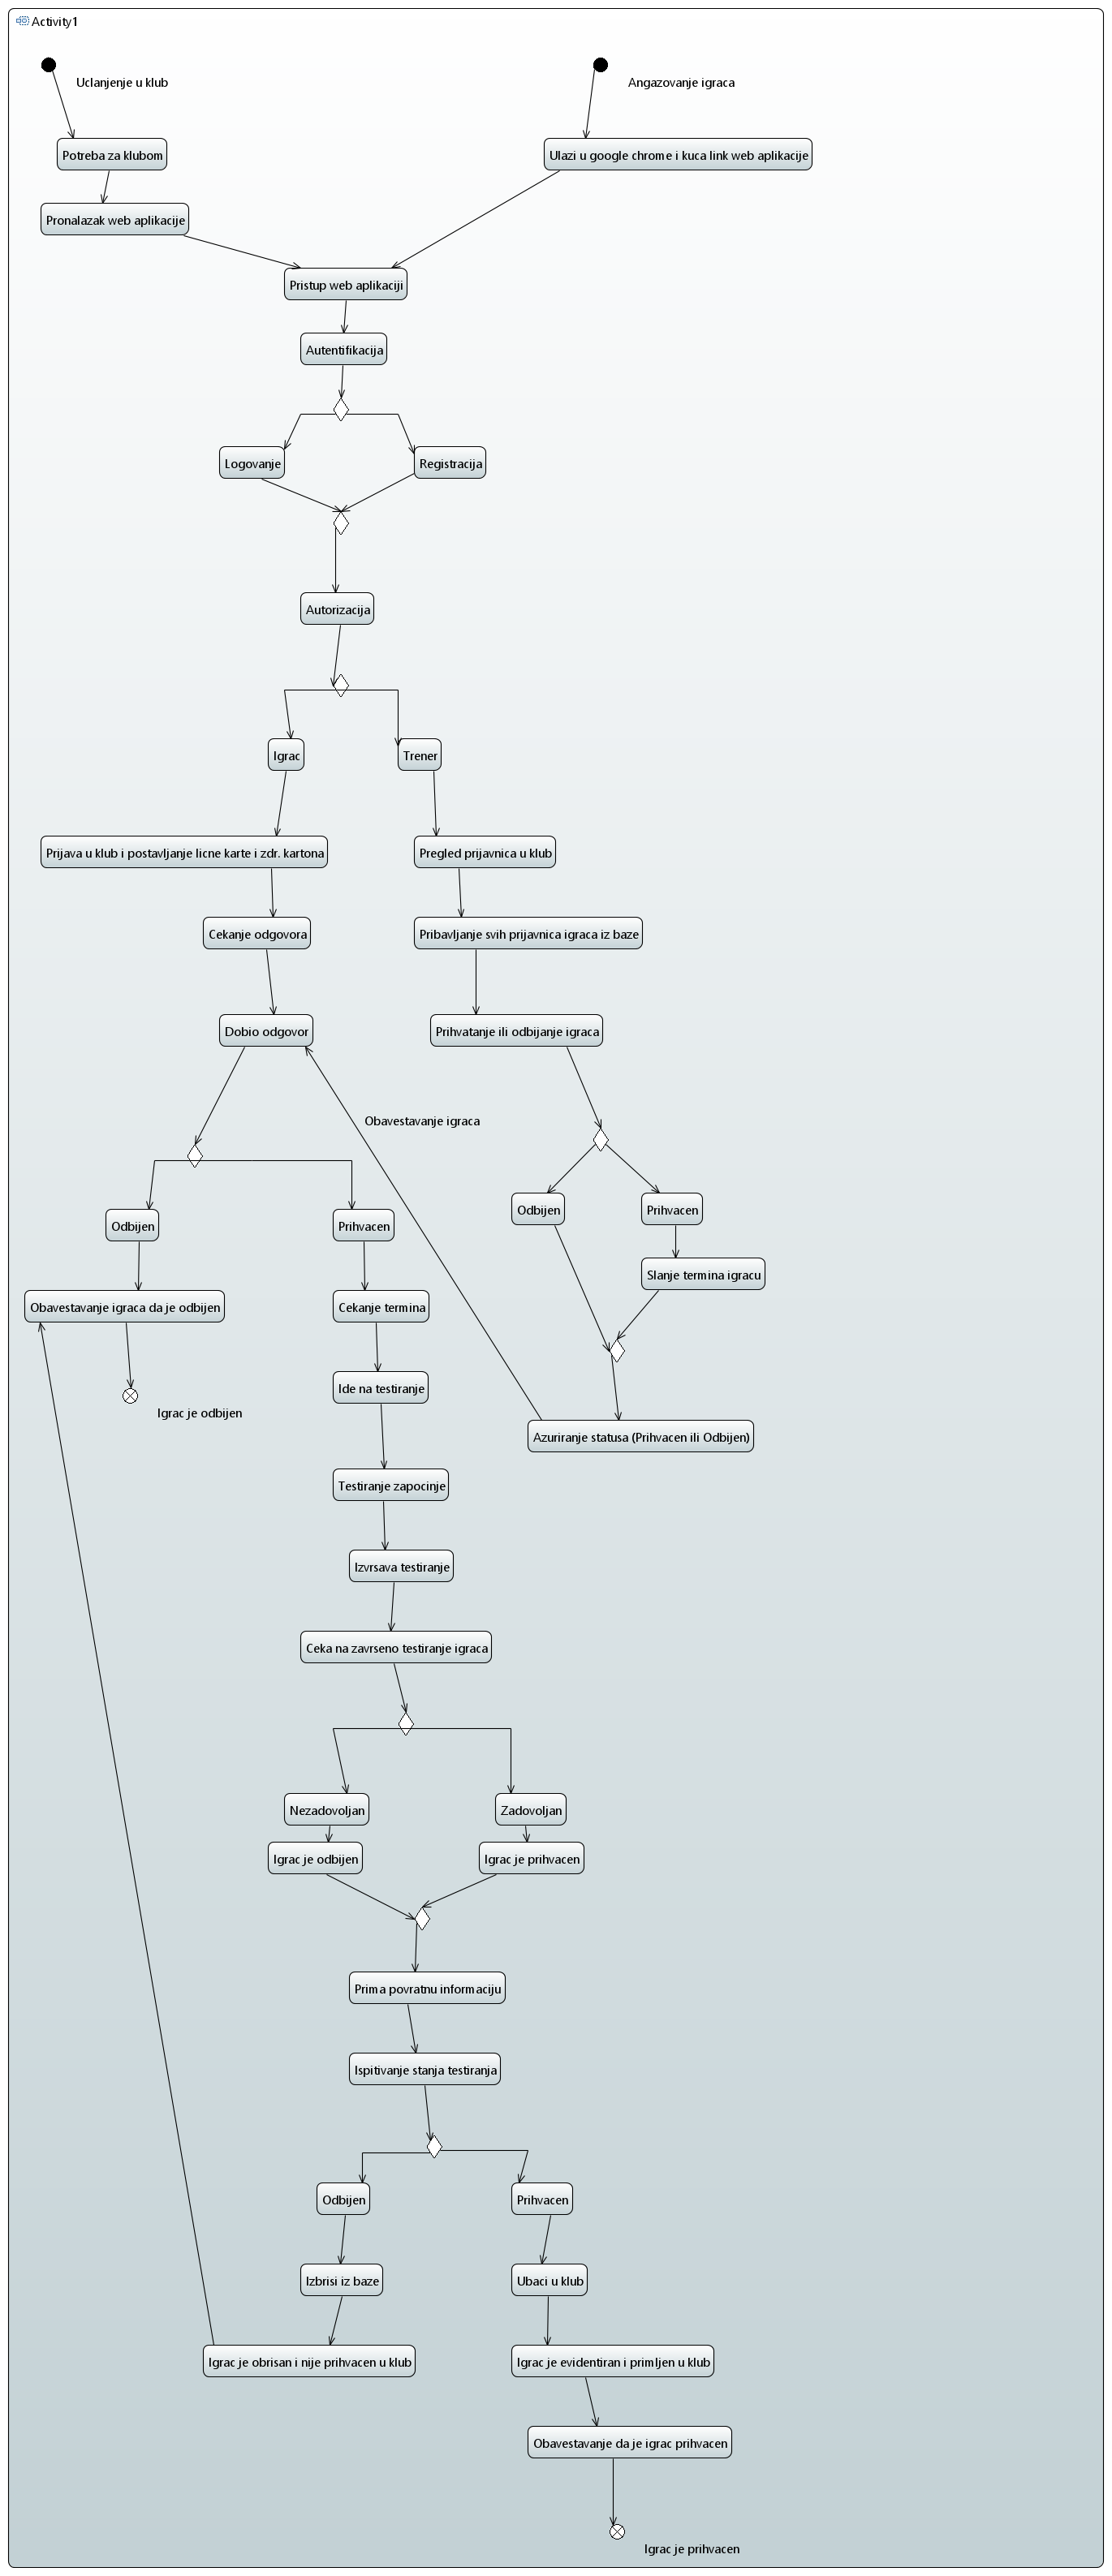 Activity1
Uclanjenje u klub
Angazovanje igraca
Potreba za klubom
Ulazi u google chrome i kuca link web aplikacije
Pronalazak web aplikacije
Pristup web aplikaciji
Autentifikacija
Logovanje
Registracija
Autorizacija
Igrac
Trener
Prijava u klub i postavljanje licne karte i zdr. kartona
Pregled prijavnica u klub
Cekanje odgovora
Pribavljanje svih prijavnica igraca iz baze
Dobio odgovor
Prihvatanje ili odbijanje igraca
Obavestavanje igraca
Odbijen
Prihvacen
Odbijen
Prihvacen
Slanje termina igracu
Obavestavanje igraca da je odbijen
Cekanje termina
Ide na testiranje
Igrac je odbijen
Azuriranje statusa (Prihvacen ili Odbijen)
Testiranje zapocinje
Izvrsava testiranje
Ceka na zavrseno testiranje igraca
Nezadovoljan
Zadovoljan
Igrac je odbijen
Igrac je prihvacen
Prima povratnu informaciju
Ispitivanje stanja testiranja
Odbijen
Prihvacen
Izbrisi iz baze
Ubaci u klub
Igrac je obrisan i nije prihvacen u klub
Igrac je evidentiran i primljen u klub
Obavestavanje da je igrac prihvacen
Igrac je prihvacen